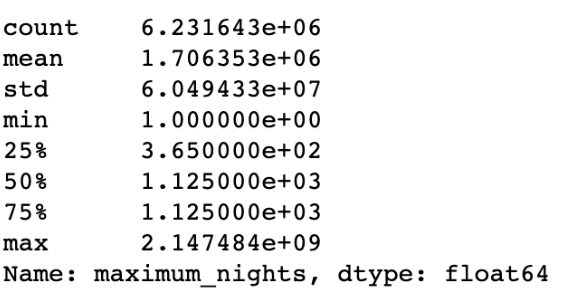 count 6.231643e+06
mean 1.706353e+06
std 6.049433e+07
min 1.000000e+00
25% 3.650000e+02
50% 1.125000e+03
75% 1.125000e+03
max 2.147484e+09
Name: maximum_nights, dtype: float64